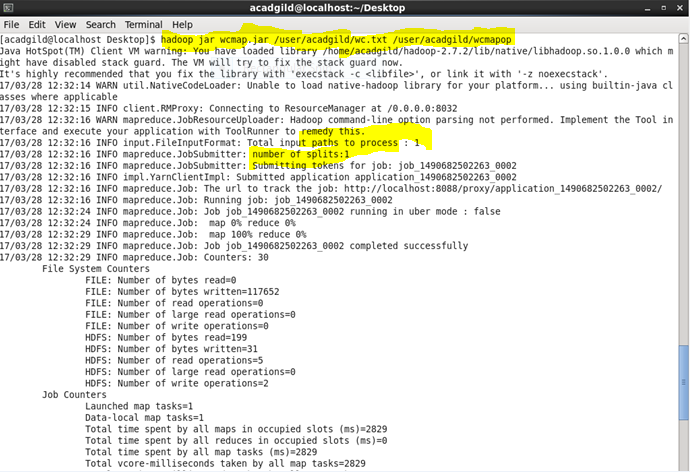 acadgild@localhost:~/Desktop
File Edit View Search Terminal Help
[acadgild@localhost Desktop]$ hadoop jar wcmap.jar /user/acadgild/wc.txt /user/acadgild/wcmapop
Java HotSpot(TM) Client VM warning: You have loaded library /home/acadgild/hadoop-2.7.2/lib/native/libhadoop.so.1.0.0 which m
ight have disabled stack guard. The VM will try to fix the stack guard now.
It's highly recommended that you fix the library with 'execstack -c <libfile>', or link it with '-z noexecstack'.
17/03/28 12:32:14 WARN util.NativeCodeLoader: Unable to load native-hadoop library for your platform... using builtin-java cl
asses where applicable
17/03/28 12:32:15 INFO client.RMProxy: Connecting to ResourceManager at /0.0.0.0:8032
17/03/28 12:32:16 WARN mapreduce.JobResourceUploader: Hadoop command-line option parsing not performed. Implement the Tool in
terface and execute your application with ToolRunner to remedy this.
17/03/28 12:32:16 INFO input.FileInputFormat: Total input paths to process : 1
17/03/28 12:32:16 INFO mapreduce.JobSubmitter: number of splits:1
17/03/28 12:32:16 INFO mapreduce.JobSubmitter: Submitting tokens for job: job_1490682502263_0002
17/03/28 12:32:16 INFO impl.YarnClientImpl: Submitted application application_1490682502263_0002
17/03/28 12:32:16 INFO mapreduce.Job: The url to track the job: http://localhost:8088/proxy/application_1490682502263_0002/
17/03/28 12:32:16 INFO mapreduce.Job: Running job: job_1490682502263_0002
17/03/28 12:32:24 INFO mapreduce.Job: Job job_1490682502263_0002 running in uber mode : false
17/03/28 12:32:24 INFO mapreduce.Job: map 0% reduce 0%
17/03/28 12:32:29 INFO mapreduce.Job: map 100% reduce 0%
17/03/28 12:32:29 INFO mapreduce.Job: Job job_1490682502263_0002 completed successfully
17/03/28 12:32:29 INFO mapreduce.Job: Counters: 30
File System Counters
FILE: Number of bytes read=0
FILE: Number of bytes written=117652
FILE: Number of read operations=0
FILE: Number of large read operations=0
FILE: Number of write operations=0
HDFS: Number of bytes read=199
HDFS: Number of bytes written=31
HDFS: Number of read operations=5
HDFS: Number of large read operations=0
HDFS: Number of write operations=2
Job Counters
Launched map tasks=1
Data-local map tasks=1
Total time spent by all maps in occupied slots (ms)=2829
Total time spent by all reduces in occupied slots (ms)=0
Total time spent by all map tasks (ms)=2829
Total vcore-milliseconds taken by all map tasks=2829